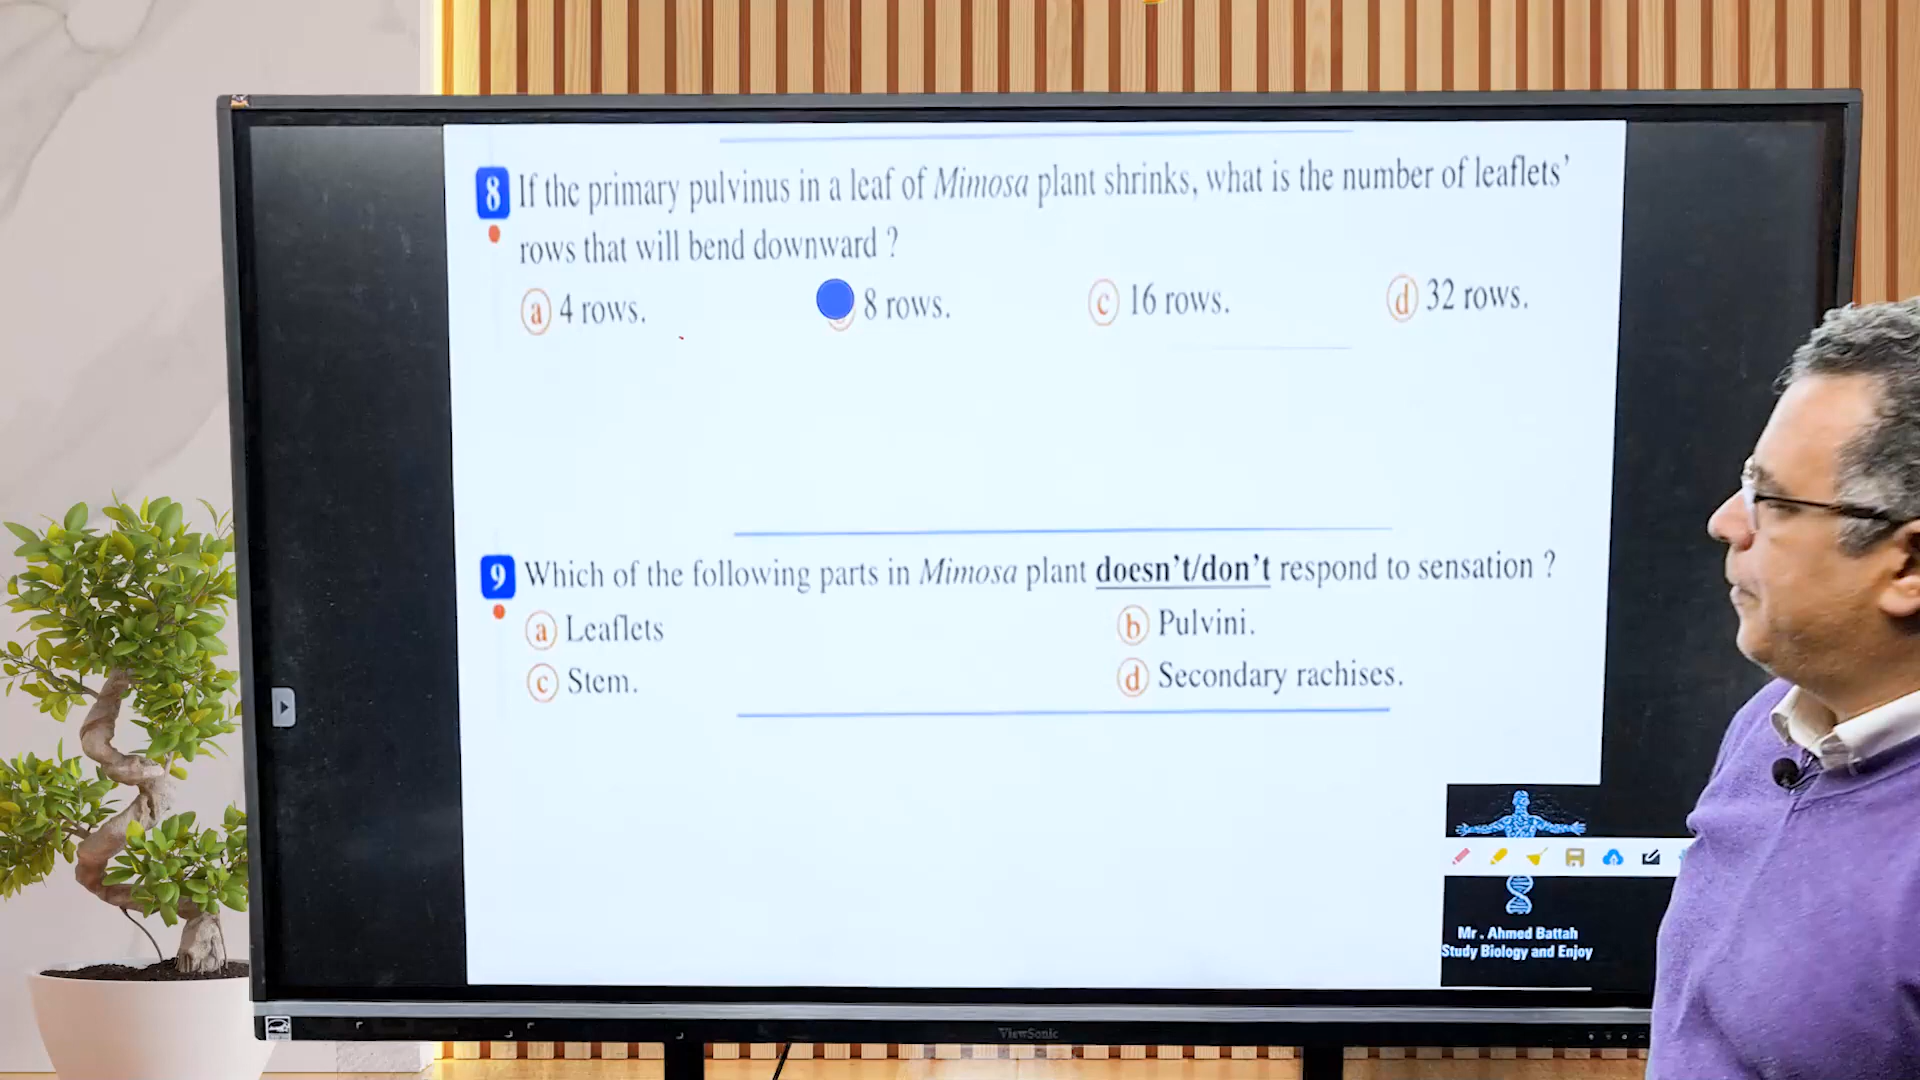 8 If the primary pulvinus in a leaf of Mimosa plant shrinks, what is the number of leaflets'
rows that will bend downward ?
a 4 rows. 8 rows. c 16 rows. d 32 rows.
9 Which of the following parts in Mimosa plant doesn't/don't respond to sensation ?
a Leaflets b Pulvini.
c Stem. d Secondary rachises.
Mr . Ahmed Battah
Study Biology and Enjoy
ViewSonic